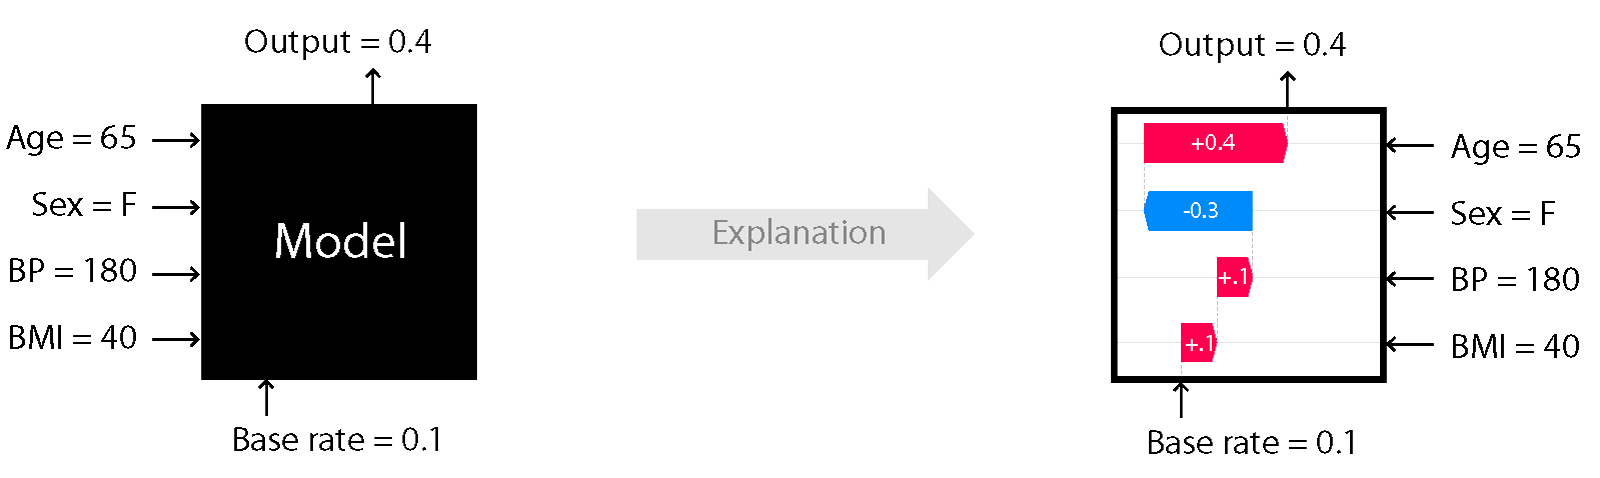 Output = 0.4
Age = 65
Sex = F
BP = 180
BMI = 40
Model
Base rate = 0.1
Explanation
Output = 0.4
+0.4
-0.3
+.1
+.1
Age = 65
Sex = F
BP = 180
BMI = 40
Base rate = 0.1